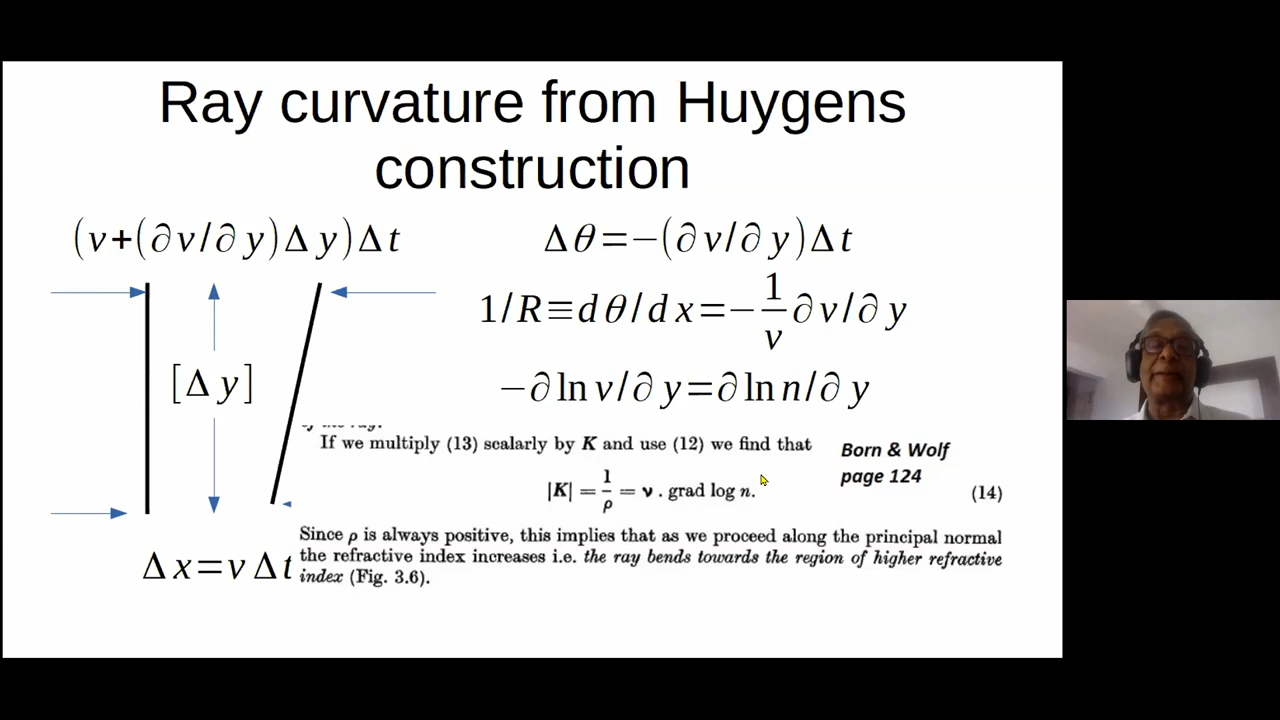 Ray curvature from Huygens
construction
(v+(∂v/∂y)Δy)Δt
Δθ=−(∂v/∂y)Δt
1/R≡dθ/dx=−1/v ∂v/∂y
[Δy]
−∂ln v/∂y=∂ln n/∂y
of the ray.
If we multiply (13) scalarly by K and use (12) we find that
Born & Wolf
page 124
|K| = 1/ρ = ν . grad log n.
(14)
Since ρ is always positive, this implies that as we proceed along the principal normal
the refractive index increases i.e. the ray bends towards the region of higher refractive
index (Fig. 3.6).
Δx=vΔt